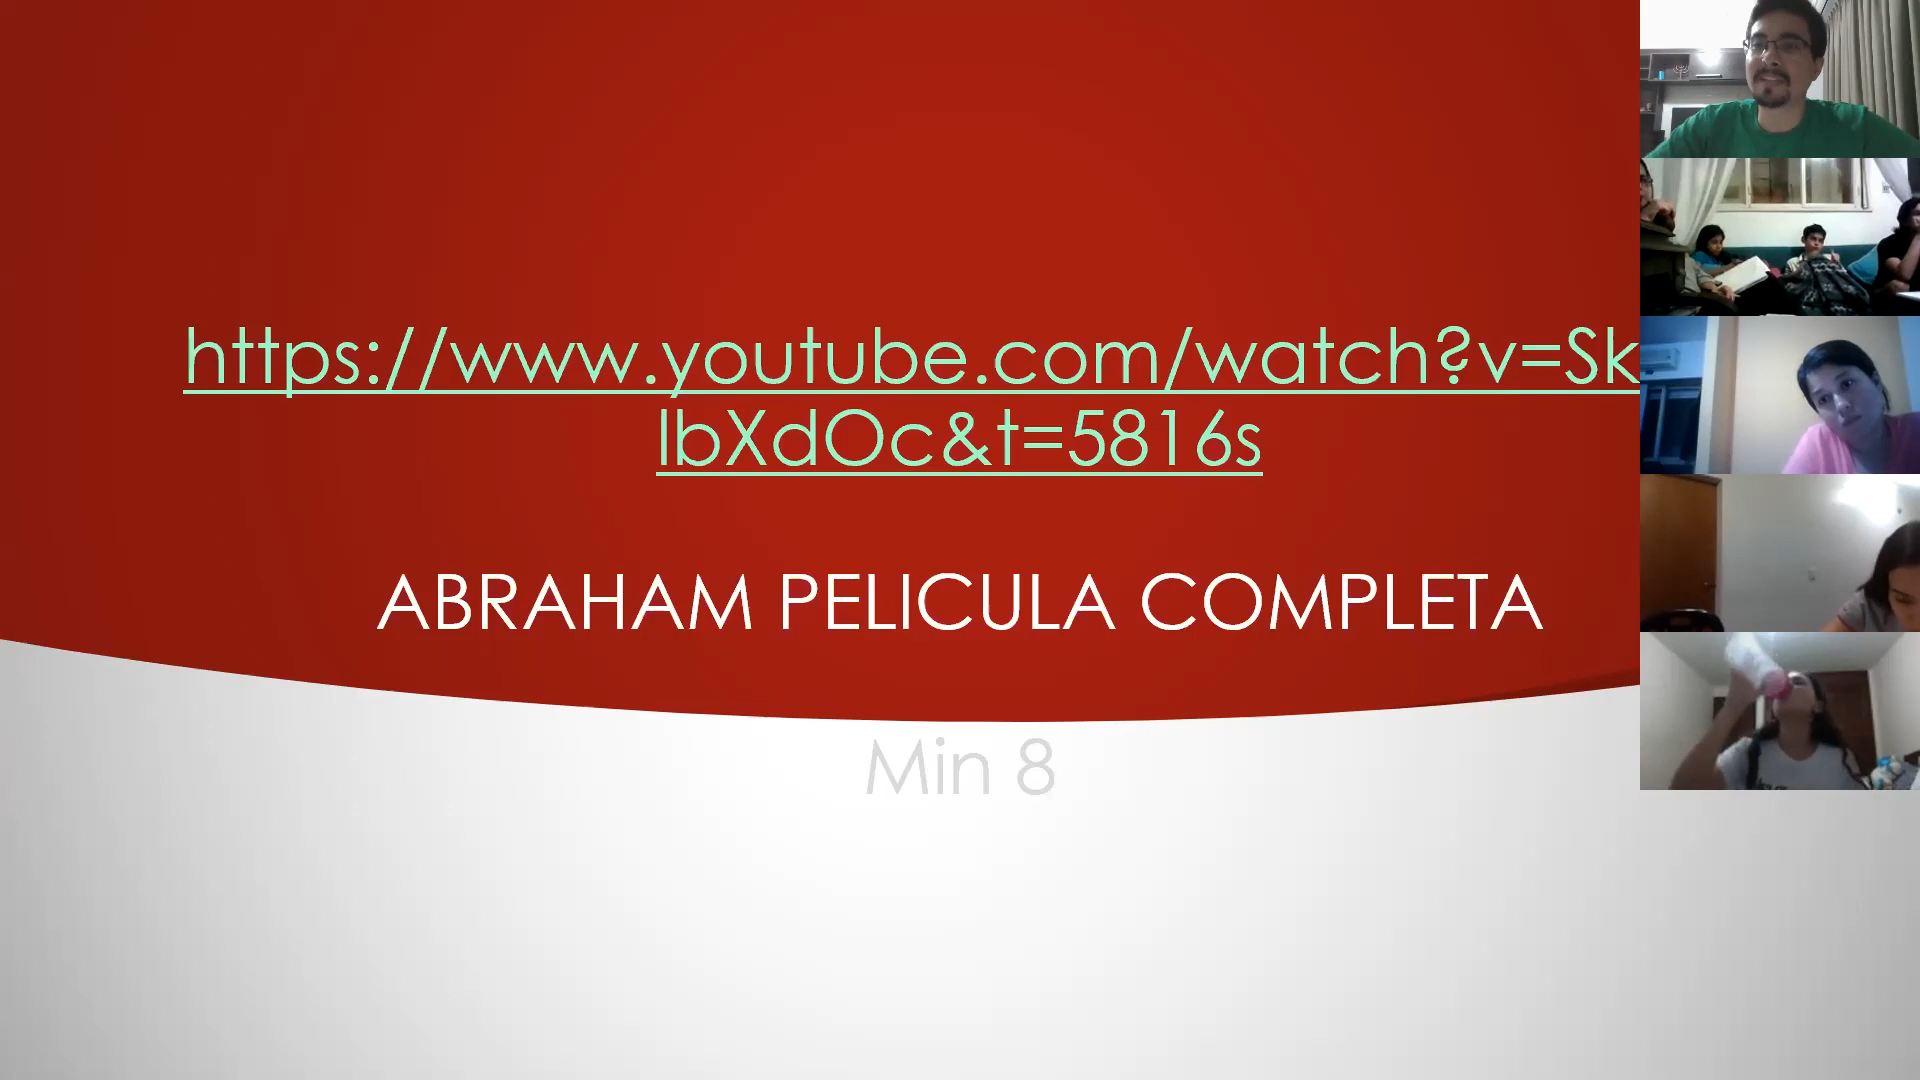 https://www.youtube.com/watch?v=Sk
lbXdOc&t=5816s
ABRAHAM PELICULA COMPLETA
Min 8